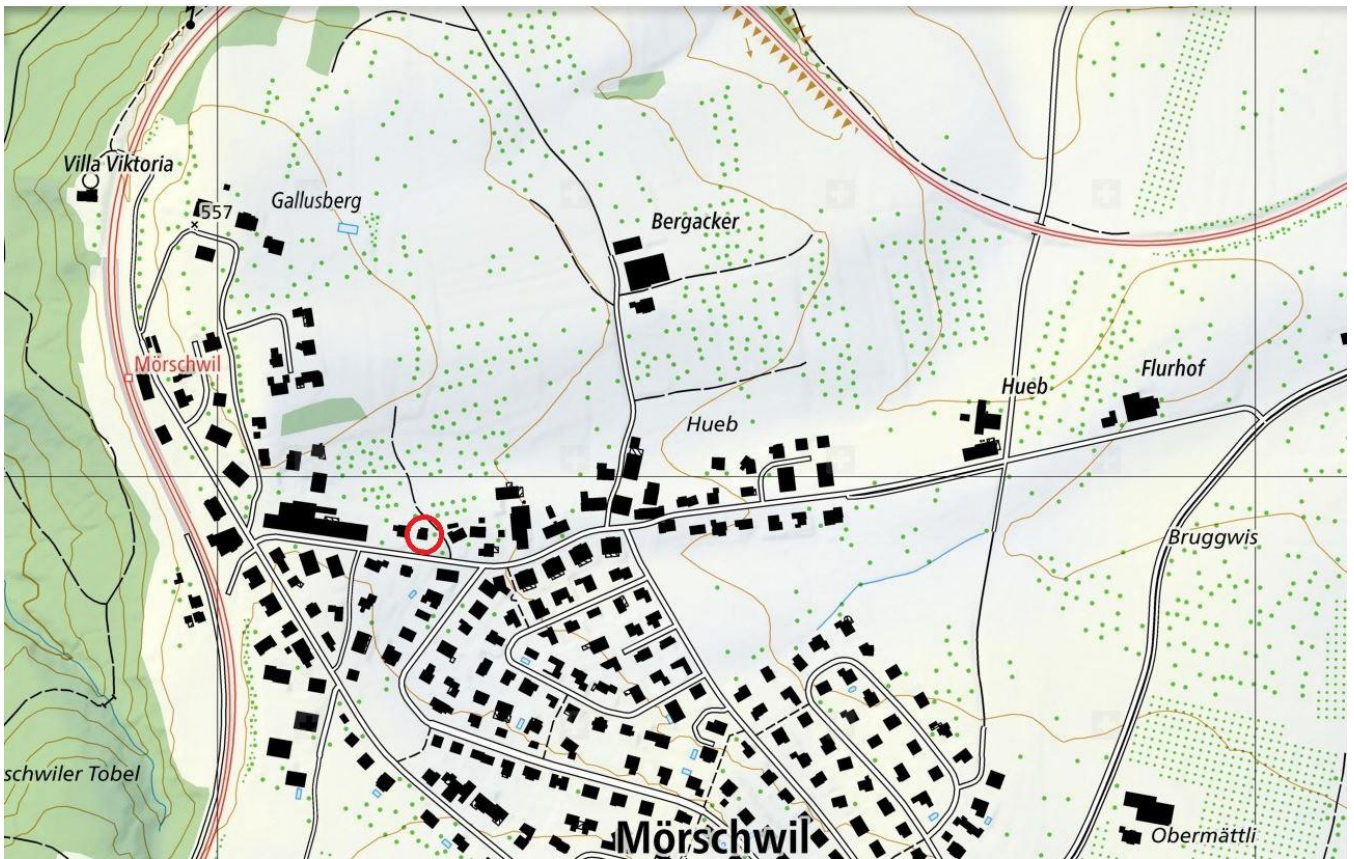 Villa Viktoria
557
Gallusberg
Bergacker
Mörschwil
Hueb
Flurhof
Hueb
Bruggwis
schwiler Tobel
Mörschwil
Obermättli